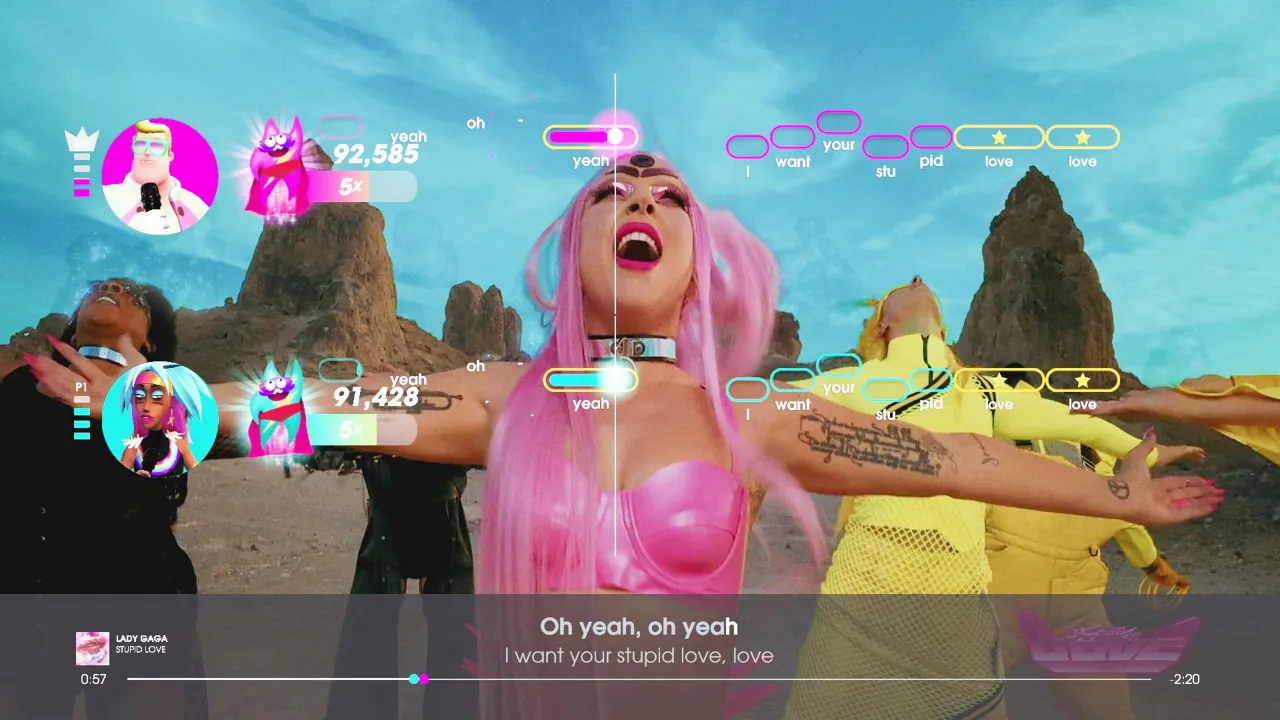 oh - yeah
92,585
5x
yeah
I want your stu pid love love
P1
oh - yeah
91,428
5x
yeah
I want your stu pid love love
Oh yeah, oh yeah
I want your stupid love, love
LADY GAGA
STUPID LOVE
0:57
-2:20